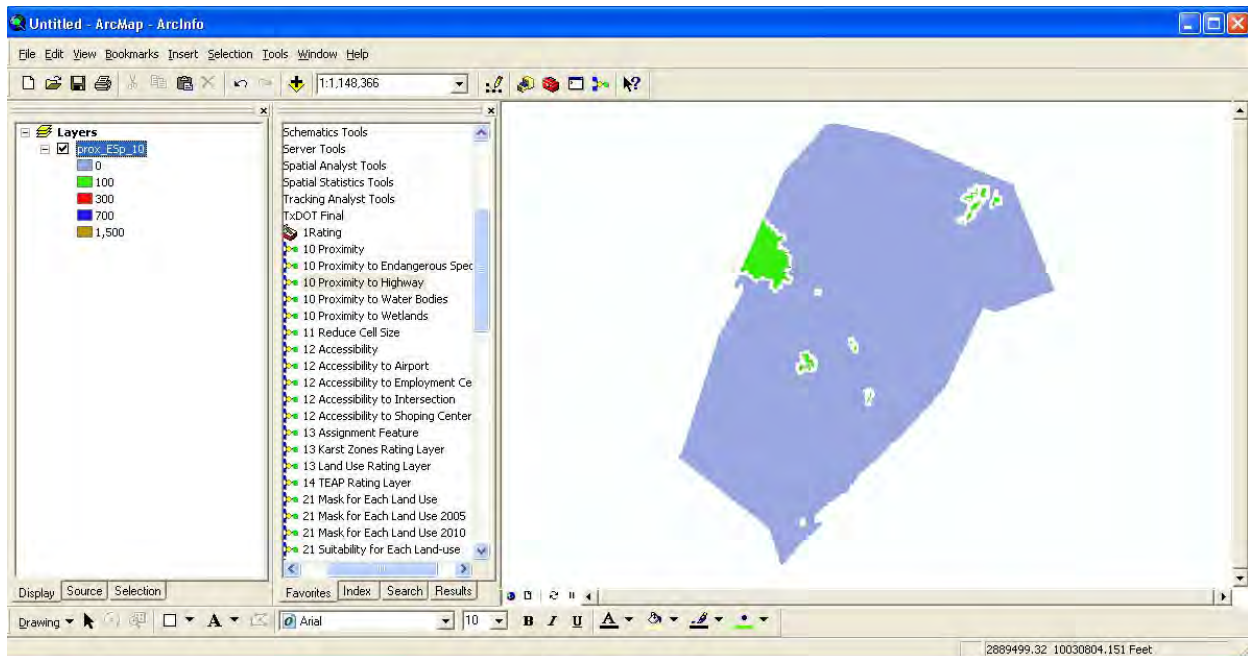 Untitled - ArcMap - ArcInfo
File Edit View Bookmarks Insert Selection Tools Window Help
1:1,148,366
Layers
prox_ESp_10
0
100
300
700
1,500
Display Source Selection
Schematics Tools
Server Tools
Spatial Analyst Tools
Spatial Statistics Tools
Tracking Analyst Tools
TxDOT Final
1Rating
10 Proximity
10 Proximity to Endangerous Spec
10 Proximity to Highway
10 Proximity to Water Bodies
10 Proximity to Wetlands
11 Reduce Cell Size
12 Accessibility
12 Accessibility to Airport
12 Accessibility to Employment Ce
12 Accessibility to Intersection
12 Accessibility to Shoping Center
13 Assignment Feature
13 Karst Zones Rating Layer
13 Land Use Rating Layer
14 TEAP Rating Layer
21 Mask for Each Land Use
21 Mask for Each Land Use 2005
21 Mask for Each Land Use 2010
21 Suitability for Each Land-use
Favorites Index Search Results
Drawing A Arial 10 B I U A
2889499.32 10030804.151 Feet